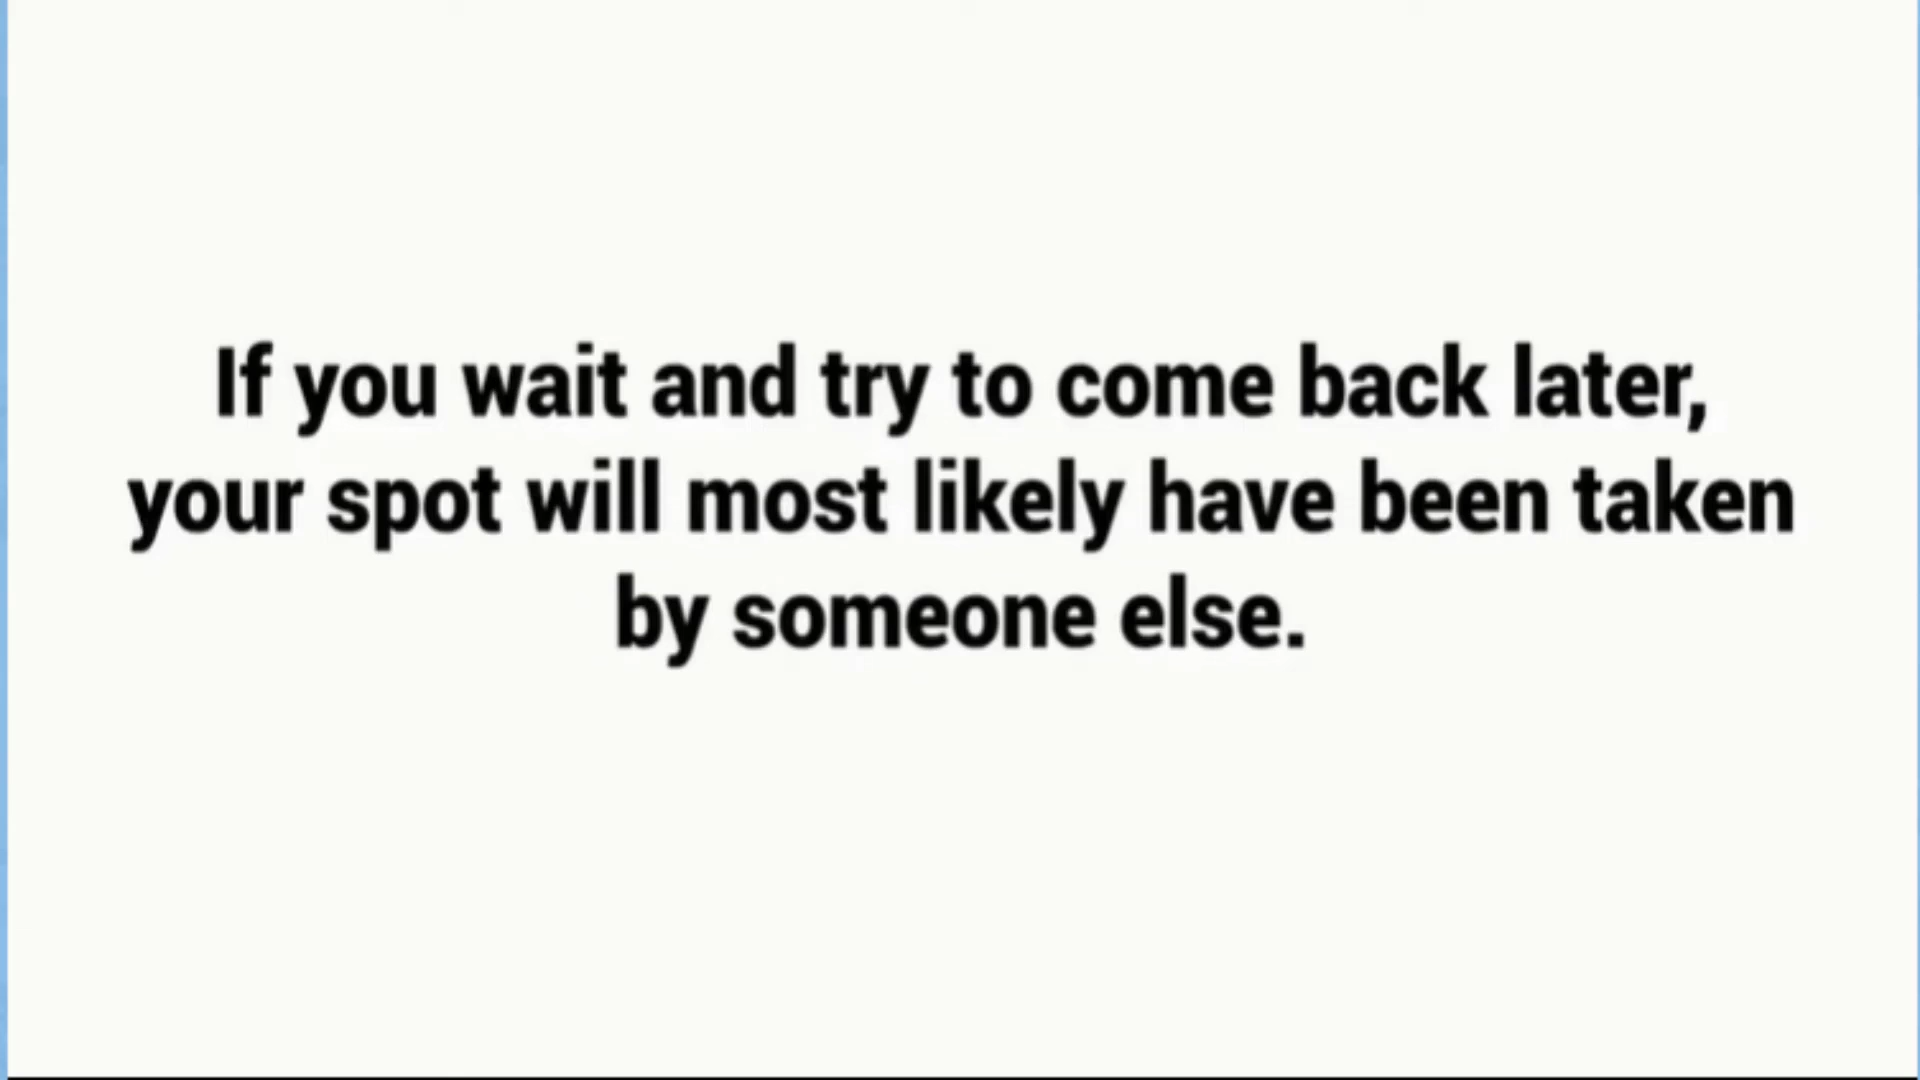 If you wait and try to come back later,
your spot will most likely have been taken
by someone else.